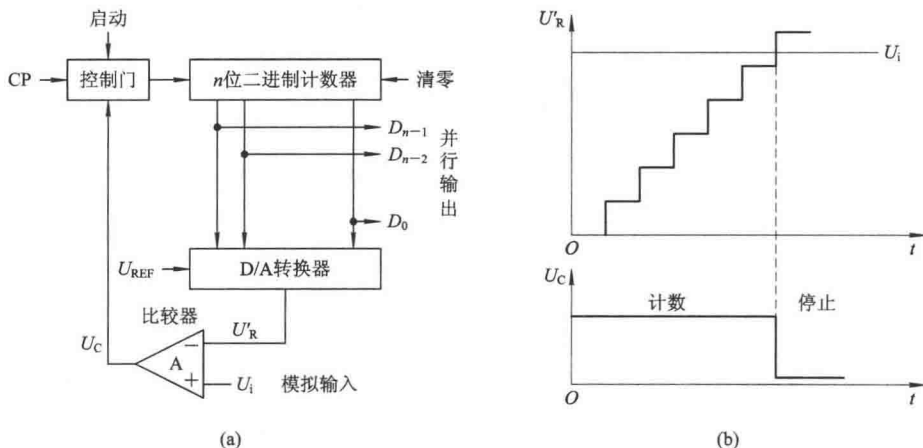 启动
CP
控制门
n位二进制计数器
清零
D_{n-1}
D_{n-2}
D_0
并行输出
U_{REF}
D/A转换器
比较器
U_C
A
−
+
U'_R
U_i
模拟输入
(a)
U'_R
U_i
O
t
U_C
计数
停止
O
t
(b)